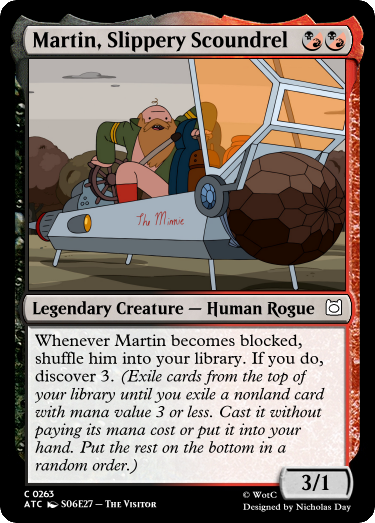 Martin, Slippery Scoundrel
The Minnie
Legendary Creature — Human Rogue
Whenever Martin becomes blocked,
shuffle him into your library. If you do,
discover 3. (Exile cards from the top of
your library until you exile a nonland card
with mana value 3 or less. Cast it without
paying its mana cost or put it into your
hand. Put the rest on the bottom in a
random order.)
3/1
C 0263
ATC S06E27 — The Visitor
© WotC
Designed by Nicholas Day